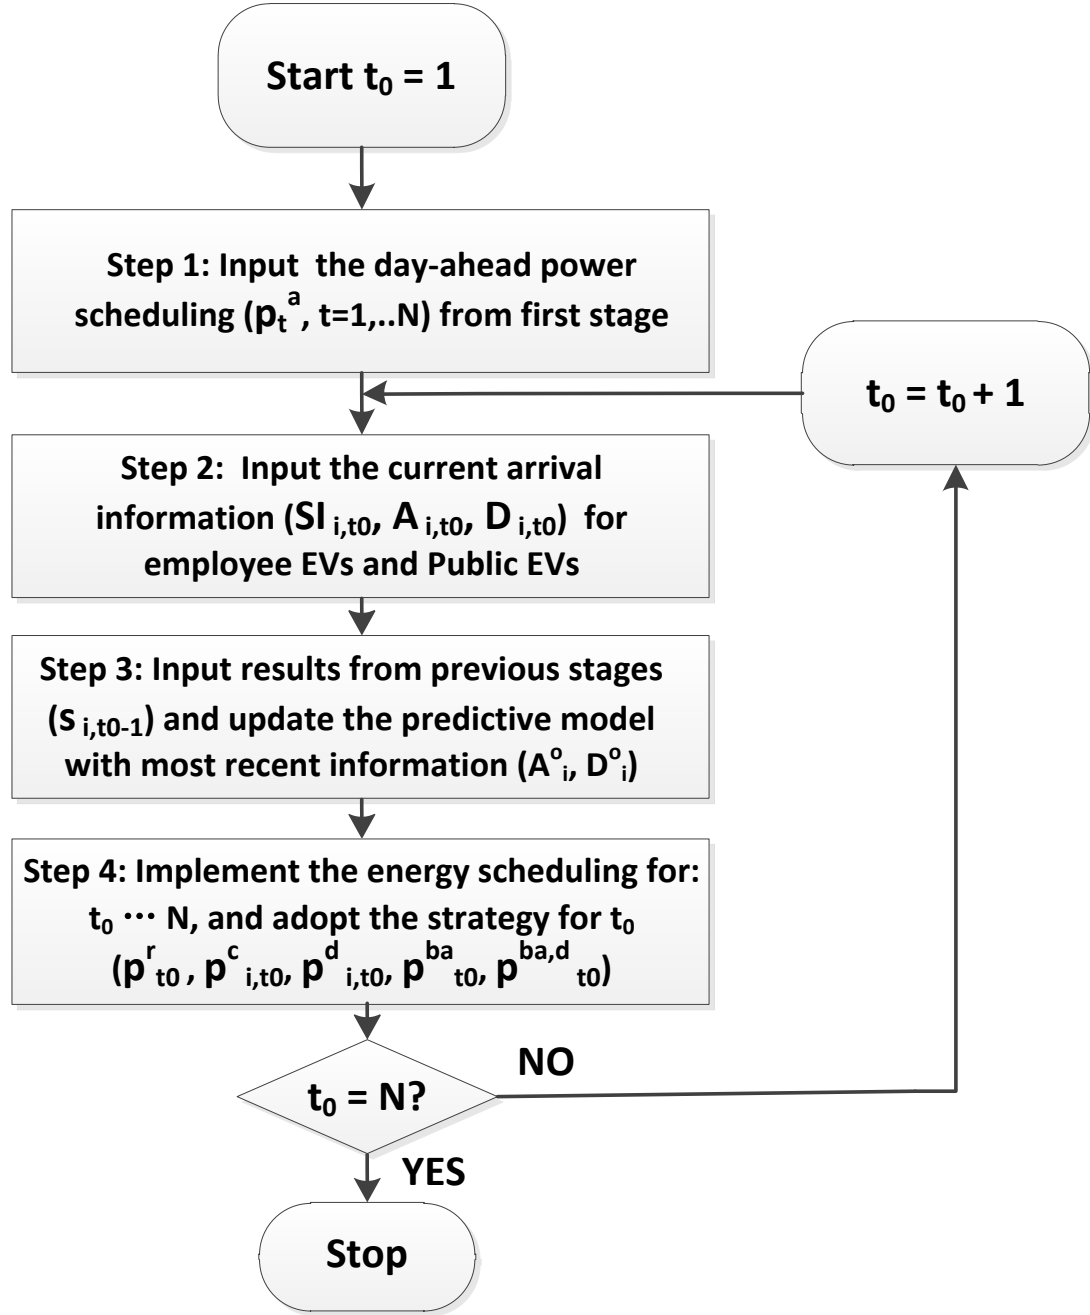 Start t₀ = 1
Step 1: Input the day-ahead power
scheduling (pₜᵃ, t=1,..N) from first stage
t₀ = t₀ + 1
Step 2: Input the current arrival
information (SI i,t0, A i,t0, D i,t0) for
employee EVs and Public EVs
Step 3: Input results from previous stages
(s i,t0-1) and update the predictive model
with most recent information (Aᵒᵢ, Dᵒᵢ)
Step 4: Implement the energy scheduling for:
t₀ ··· N, and adopt the strategy for t₀
(pʳ t0 , pᶜ i,t0, pᵈ i,t0, pᵇᵃ t0, pᵇᵃ,ᵈ t0)
t₀ = N?
NO
YES
Stop